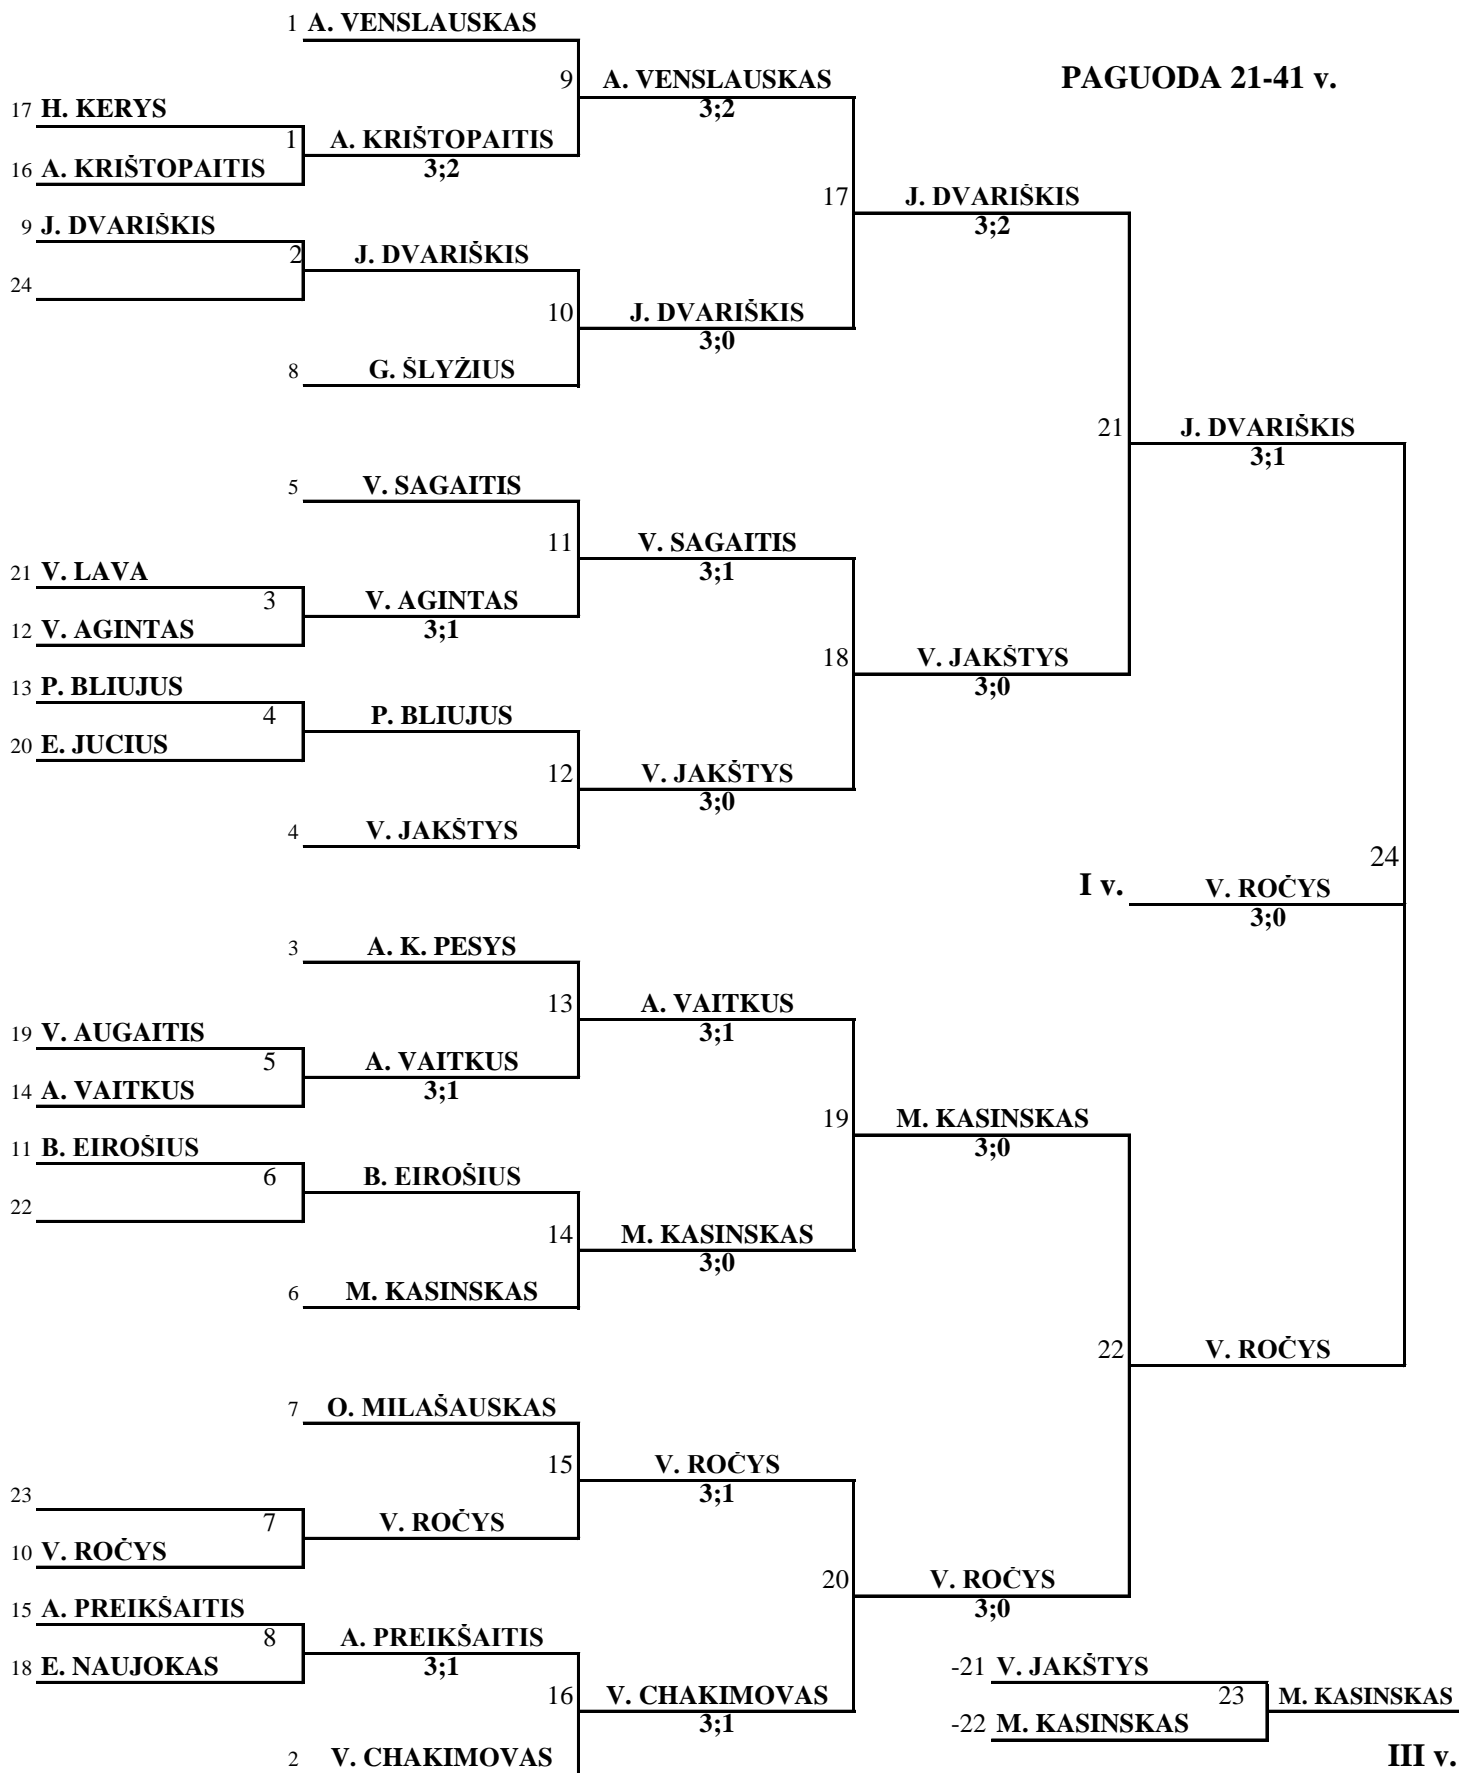 1 A. VENSLAUSKAS
PAGUODA 21-41 v.
9 A. VENSLAUSKAS
3;2
17 H. KERYS
1 A. KRIŠTOPAITIS
3;2
16 A. KRIŠTOPAITIS
17 J. DVARIŠKIS
3;2
9 J. DVARIŠKIS
2 J. DVARIŠKIS
24
10 J. DVARIŠKIS
3;0
8 G. ŠLYŽIUS
21 J. DVARIŠKIS
3;1
5 V. SAGAITIS
11 V. SAGAITIS
3;1
21 V. LAVA
3 V. AGINTAS
3;1
12 V. AGINTAS
18 V. JAKŠTYS
3;0
13 P. BLIUJUS
4 P. BLIUJUS
20 E. JUCIUS
12 V. JAKŠTYS
3;0
4 V. JAKŠTYS
24
I v. V. ROČYS
3;0
3 A. K. PESYS
13 A. VAITKUS
3;1
19 V. AUGAITIS
5 A. VAITKUS
3;1
14 A. VAITKUS
19 M. KASINSKAS
3;0
11 B. EIROŠIUS
6 B. EIROŠIUS
22
14 M. KASINSKAS
3;0
6 M. KASINSKAS
22 V. ROČYS
7 O. MILAŠAUSKAS
15 V. ROČYS
3;1
23
7 V. ROČYS
10 V. ROČYS
20 V. ROČYS
3;0
15 A. PREIKŠAITIS
8 A. PREIKŠAITIS
3;1
18 E. NAUJOKAS
-21 V. JAKŠTYS
16 V. CHAKIMOVAS
3;1
23 M. KASINSKAS
-22 M. KASINSKAS
2 V. CHAKIMOVAS
III v.